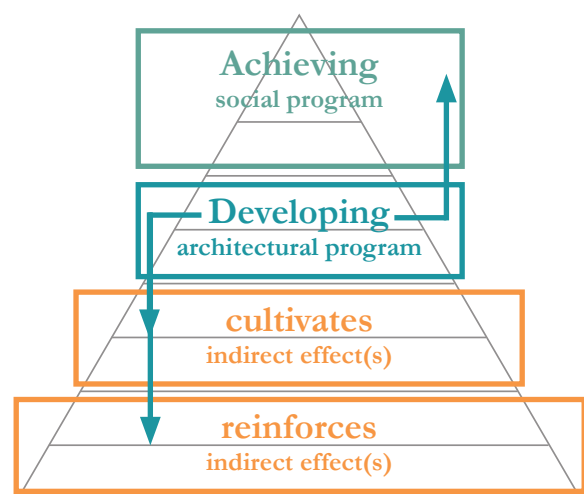 Achieving
social program
Developing
architectural program
cultivates
indirect effect(s)
reinforces
indirect effect(s)